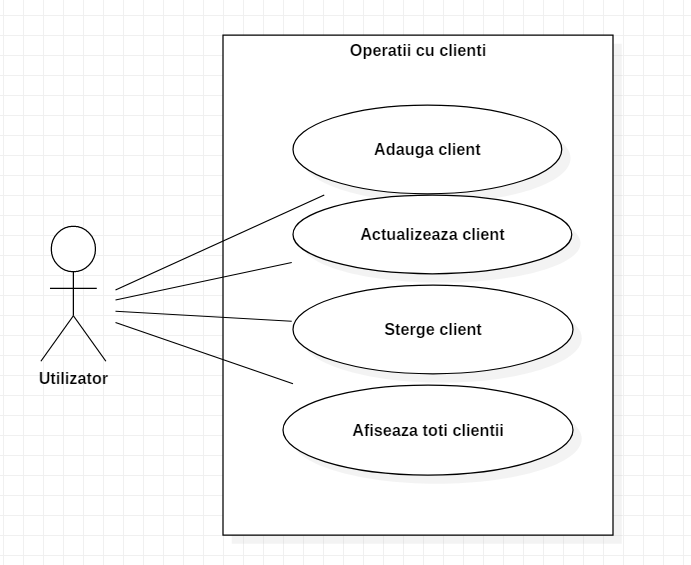 Operatii cu clienti
Adauga client
Actualizeaza client
Sterge client
Utilizator
Afiseaza toti clientii